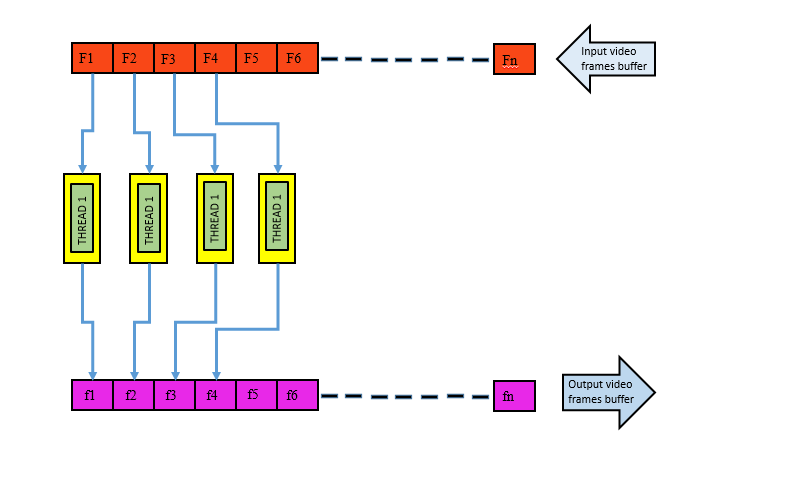 F1 F2 F3 F4 F5 F6 Fn
Input video
frames buffer
THREAD 1 THREAD 1 THREAD 1 THREAD 1
f1 f2 f3 f4 f5 f6 fn
Output video
frames buffer